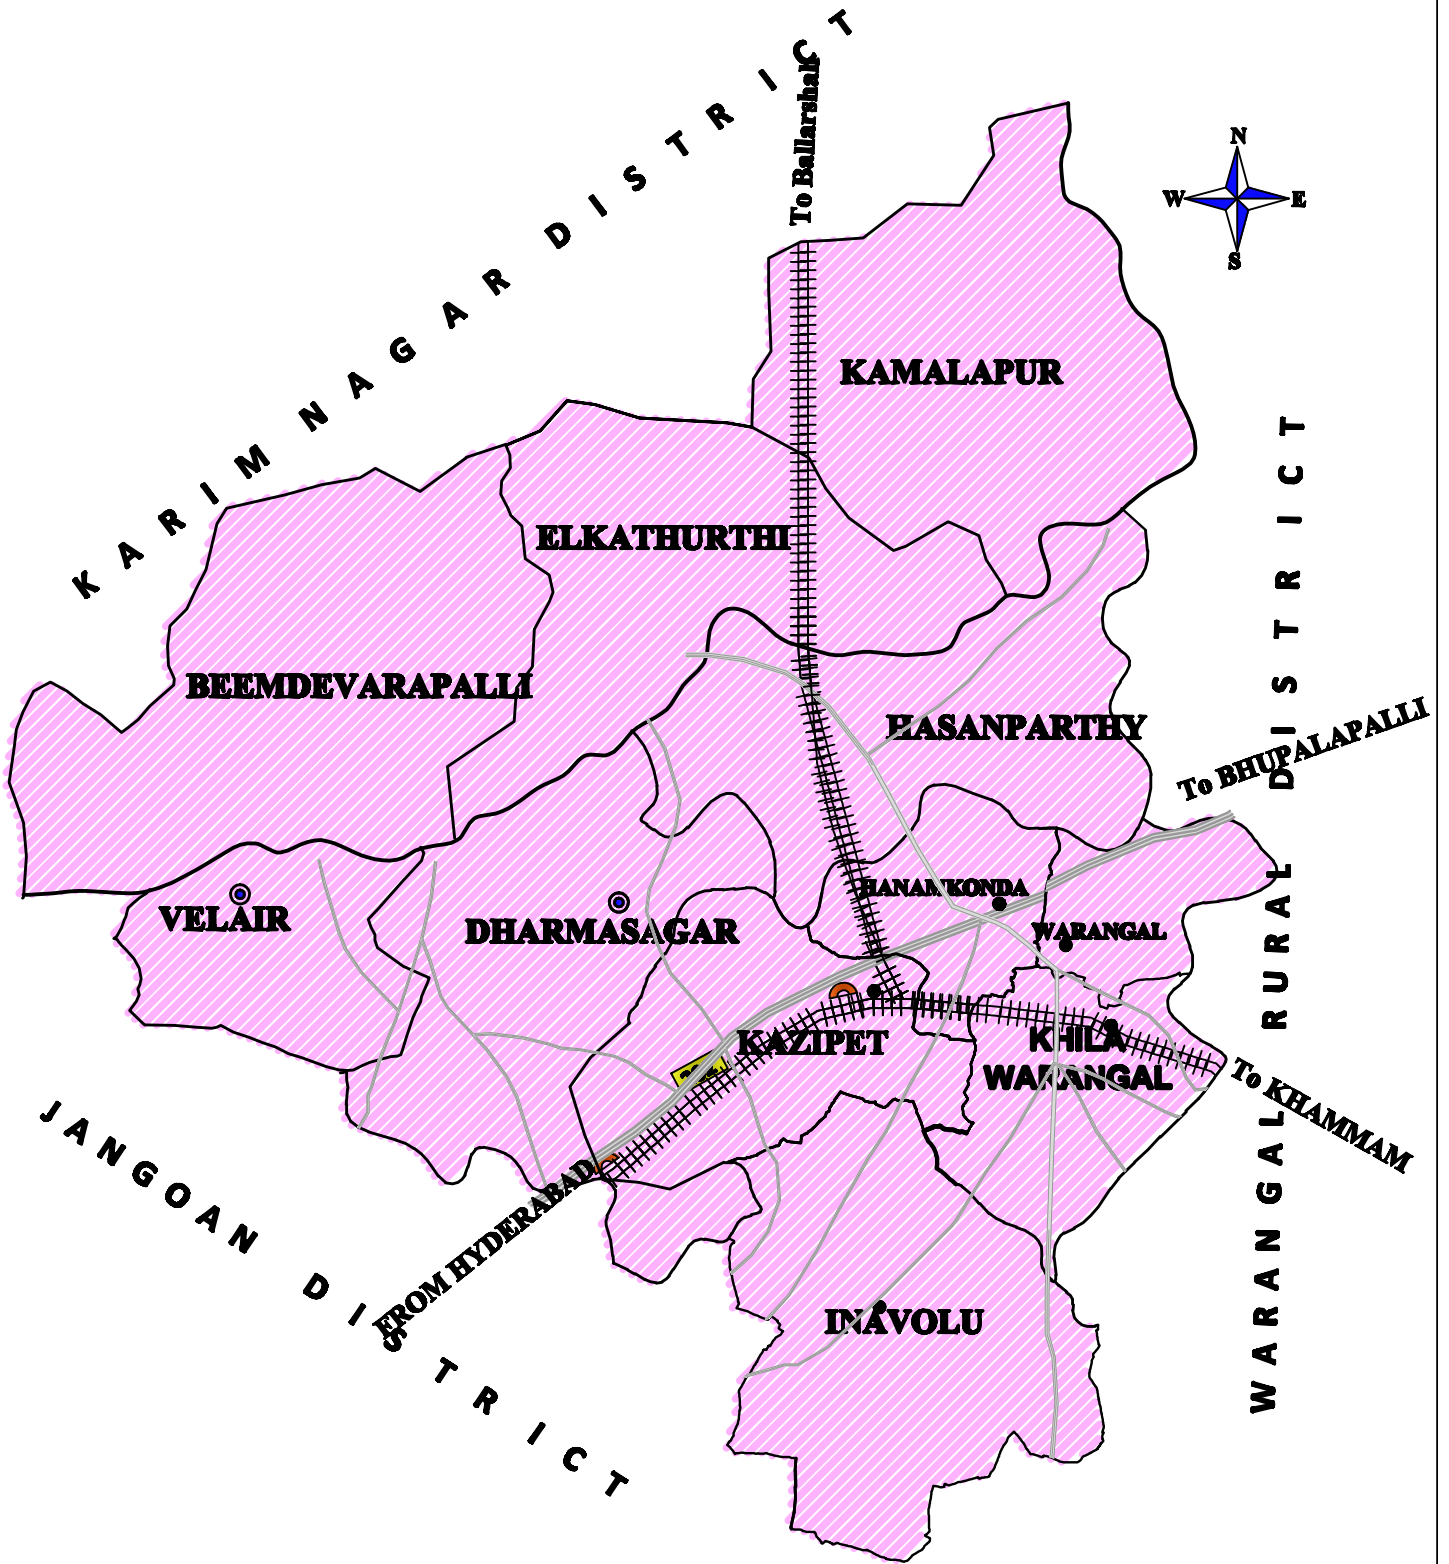 KARIMNAGAR DISTRICT
To Ballarshah
N
W
E
S
KAMALAPUR
ELKATHURTHI
BEEMDEVARAPALLI
HASANPARTHY
To BHUPALAPALLI
HANAMKONDA
VELAIR
DHARMASAGAR
WARANGAL
KAZIPET
KHILA
WARANGAL
To KHAMMAM
WARANGAL RURAL DISTRICT
FROM HYDERABAD
JANGOAN DISTRICT
INAVOLU